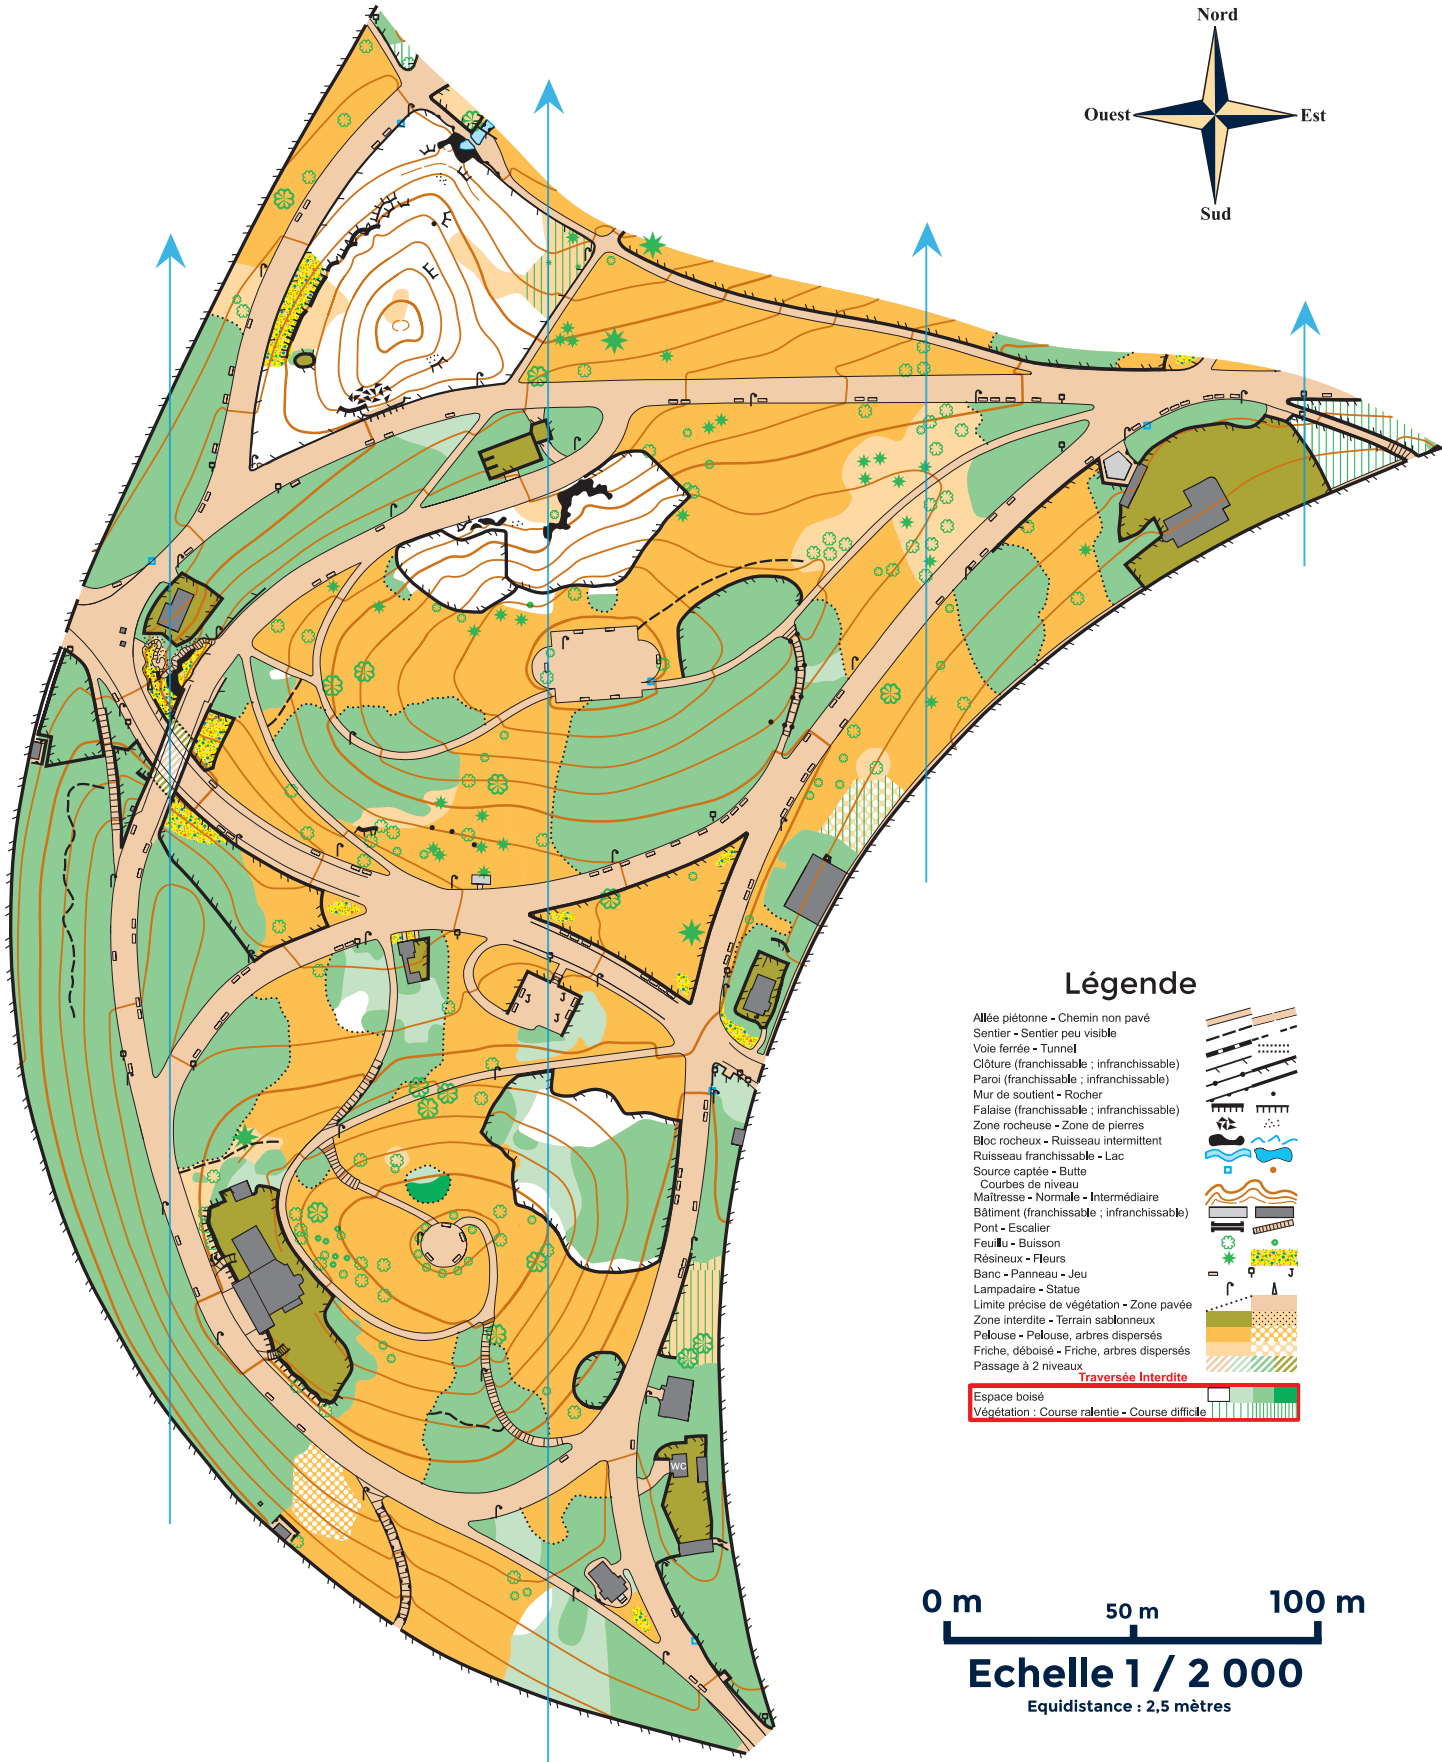 Nord
Ouest
Est
Sud
J
J
J
WC
Légende
Allée piétonne - Chemin non pavé
Sentier - Sentier peu visible
Voie ferrée - Tunnel
Clôture (franchissable ; infranchissable)
Paroi (franchissable ; infranchissable)
Mur de soutient - Rocher
Falaise (franchissable ; infranchissable)
Zone rocheuse - Zone de pierres
Bloc rocheux - Ruisseau intermittent
Ruisseau franchissable - Lac
Source captée - Butte
Courbes de niveau
Maîtresse - Normale - Intermédiaire
Bâtiment (franchissable ; infranchissable)
Pont - Escalier
Feuillu - Buisson
Résineux - Fleurs
Banc - Panneau - Jeu J
Lampadaire - Statue
Limite précise de végétation - Zone pavée
Zone interdite - Terrain sablonneux
Pelouse - Pelouse, arbres dispersés
Friche, déboisé - Friche, arbres dispersés
Passage à 2 niveaux
Traversée Interdite
Espace boisé
Végétation : Course ralentie - Course difficile
0 m 50 m 100 m
Echelle 1 / 2 000
Equidistance : 2,5 mètres